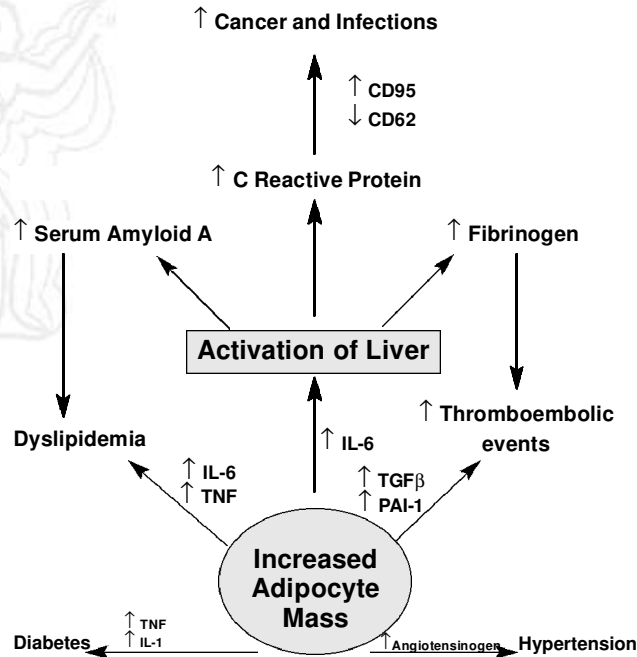 ↑ Cancer and Infections
↑ CD95
↓ CD62
↑ C Reactive Protein
↑ Serum Amyloid A
↑ Fibrinogen
Activation of Liver
↑ Thromboembolic
events
Dyslipidemia
↑ IL-6
↑ IL-6
↑ TNF
↑ TGFβ
↑ PAI-1
Increased
Adipocyte
Mass
Diabetes
↑ TNF
↑ IL-1
↑ Angiotensinogen
Hypertension